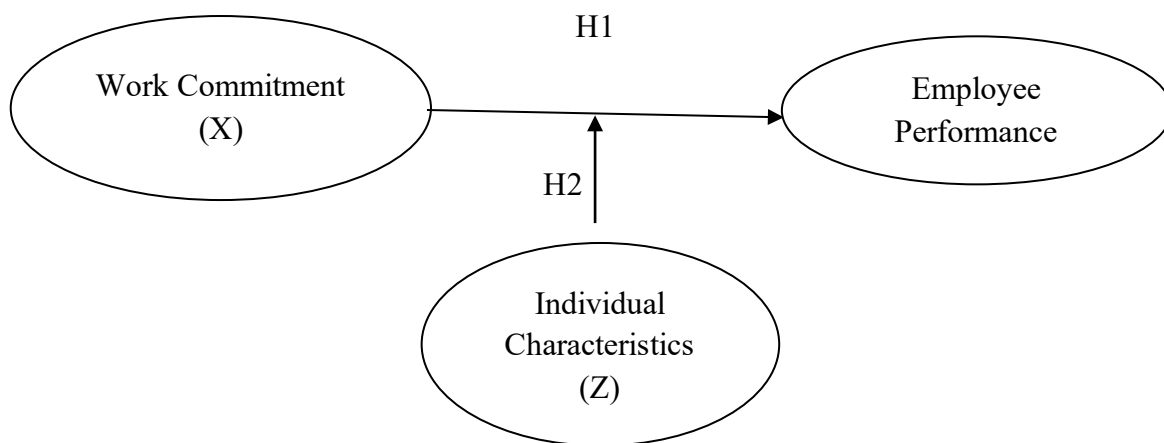 H1
Work Commitment
(X)
Employee
Performance
H2
Individual
Characteristics
(Z)